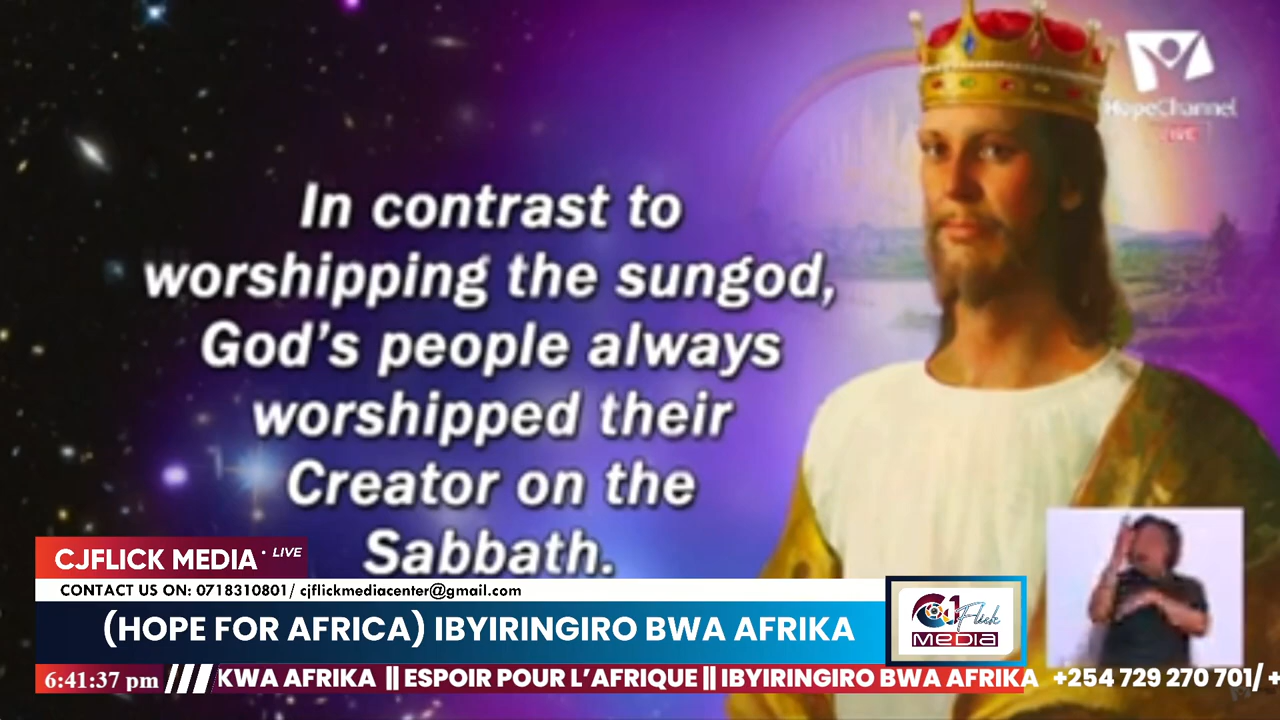 HopeChannel
LIVE
In contrast to
worshipping the sungod,
God's people always
worshipped their
Creator on the
Sabbath.
CJFLICK MEDIA • LIVE
CONTACT US ON: 0718310801/ cjflickmediacenter@gmail.com
(HOPE FOR AFRICA) IBYIRINGIRO BWA AFRIKA
Flick
MEDIA
6:41:37 pm
KWA AFRIKA || ESPOIR POUR L'AFRIQUE || IBYIRINGIRO BWA AFRIKA +254 729 270 701/ +